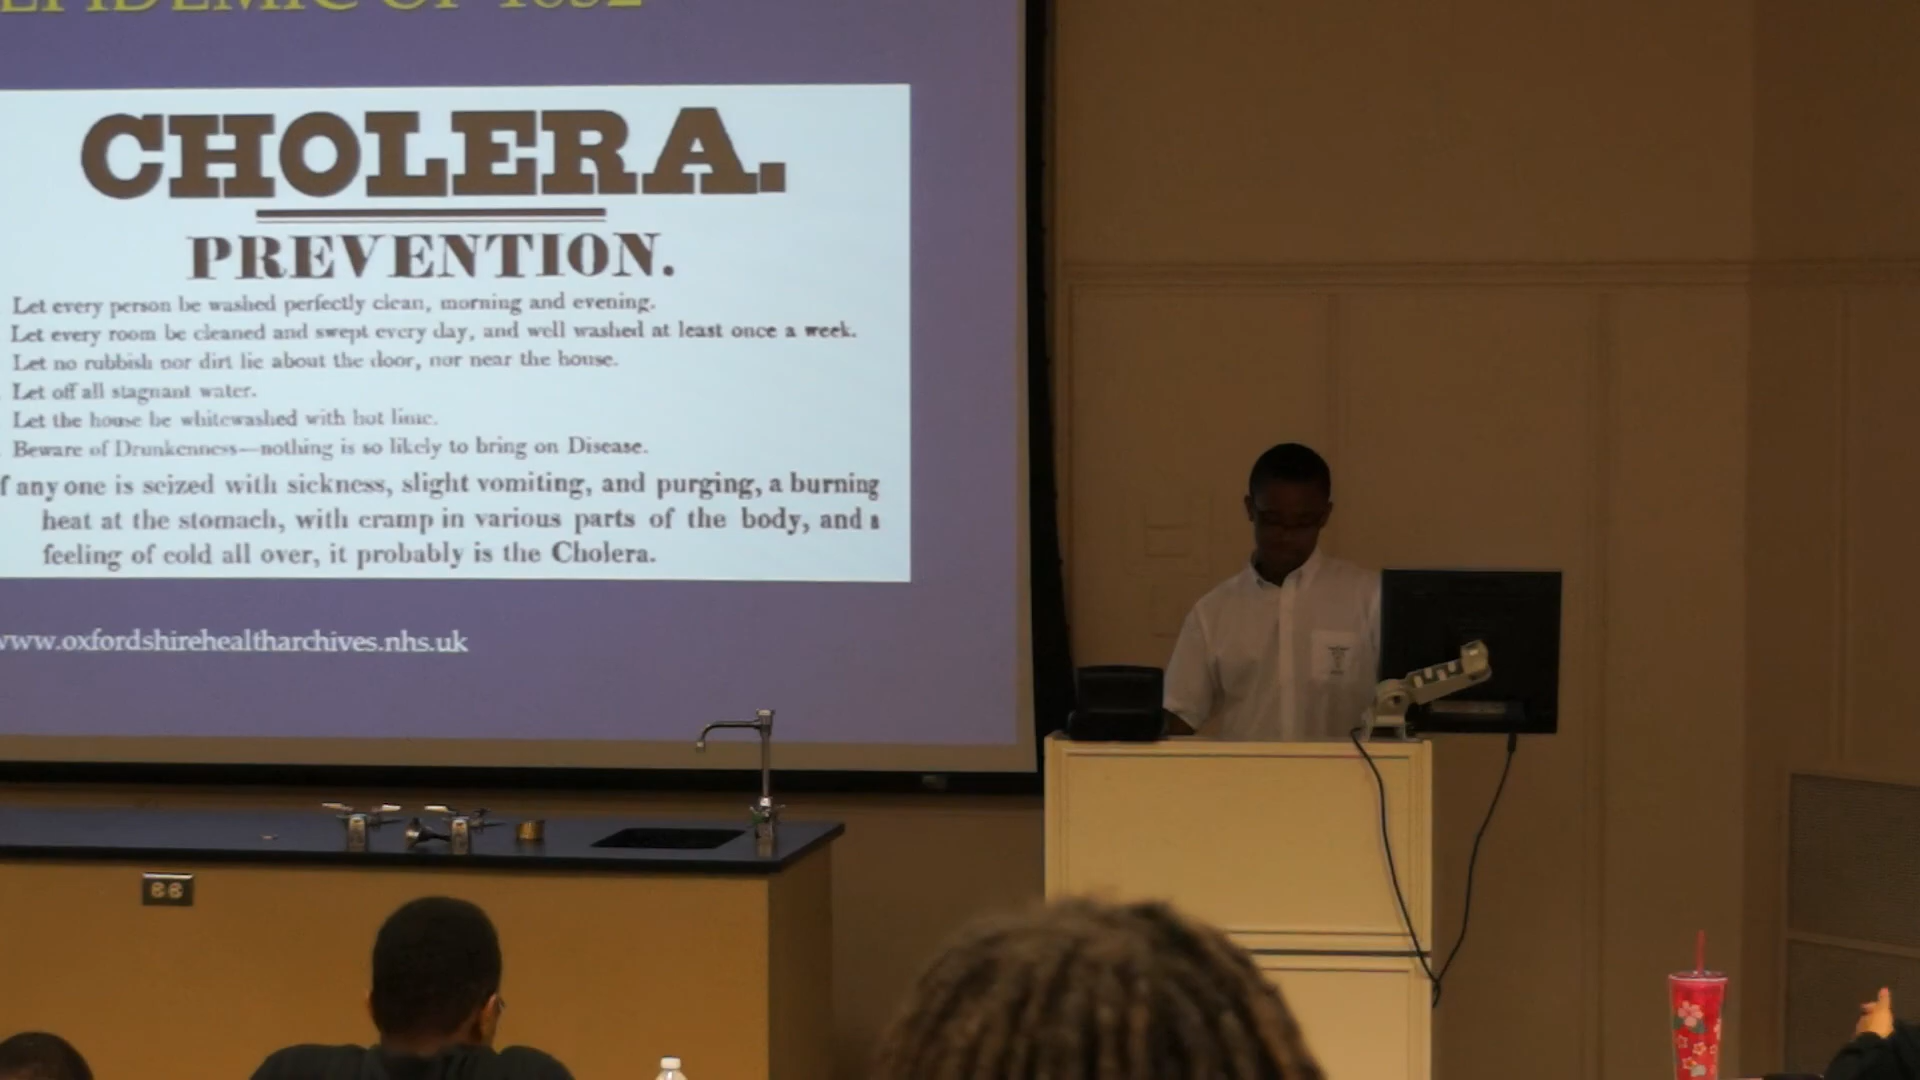 EPIDEMIC OF 1832
CHOLERA.
PREVENTION.
Let every person be washed perfectly clean, morning and evening.
Let every room be cleaned and swept every day, and well washed at least once a week.
Let no rubbish nor dirt lie about the door, nor near the house.
Let off all stagnant water.
Let the house be whitewashed with hot lime.
Beware of Drunkenness—nothing is so likely to bring on Disease.
f any one is seized with sickness, slight vomiting, and purging, a burning
heat at the stomach, with cramp in various parts of the body, and a
feeling of cold all over, it probably is the Cholera.
www.oxfordshirehealtharchives.nhs.uk